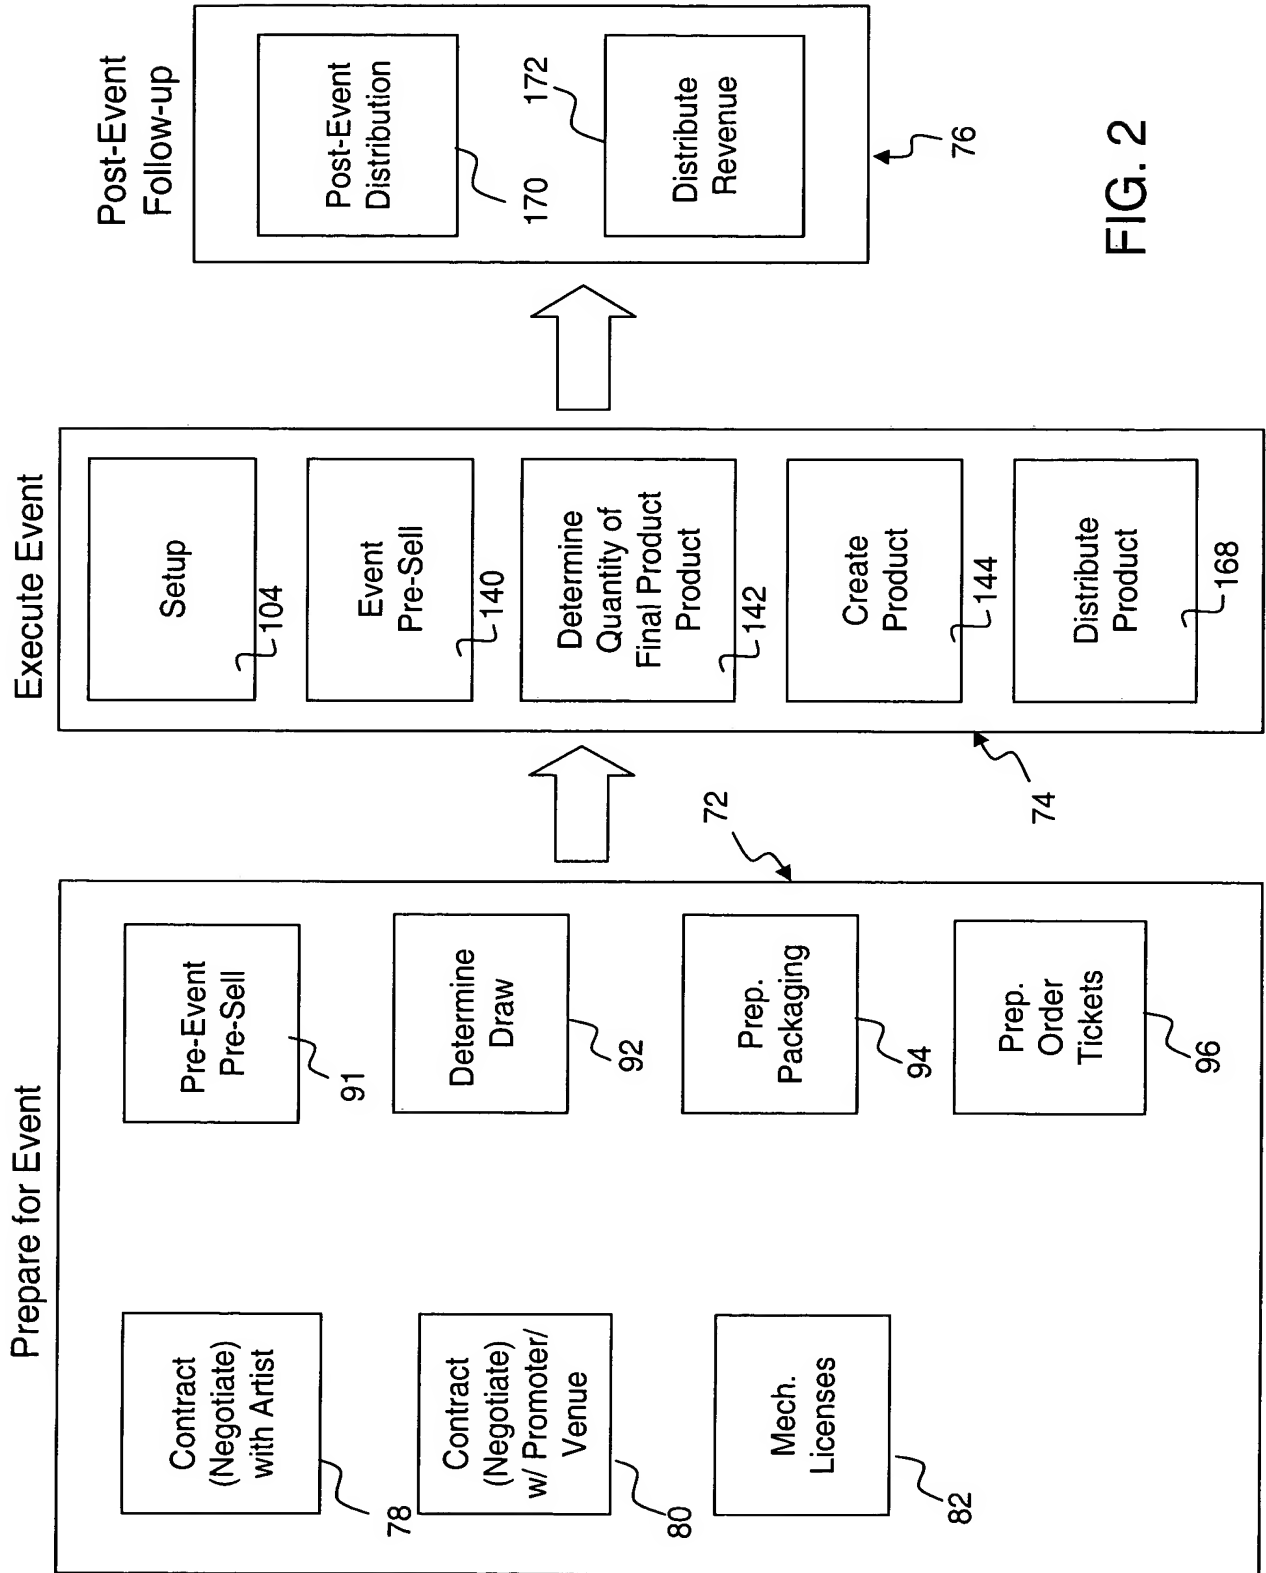 Prepare for Event
Contract
(Negotiate)
with Artist
78
Contract
(Negotiate)
w/ Promoter/
Venue
80
Mech.
Licenses
82
Pre-Event
Pre-Sell
91
Determine
Draw
92
Prep.
Packaging
94
Prep.
Order
Tickets
96
72
Execute Event
Setup
104
Event
Pre-Sell
140
Determine
Quantity of
Final Product
Product
142
Create
Product
144
Distribute
Product
168
74
Post-Event
Follow-up
Post-Event
Distribution
170
172
Distribute
Revenue
76
FIG. 2